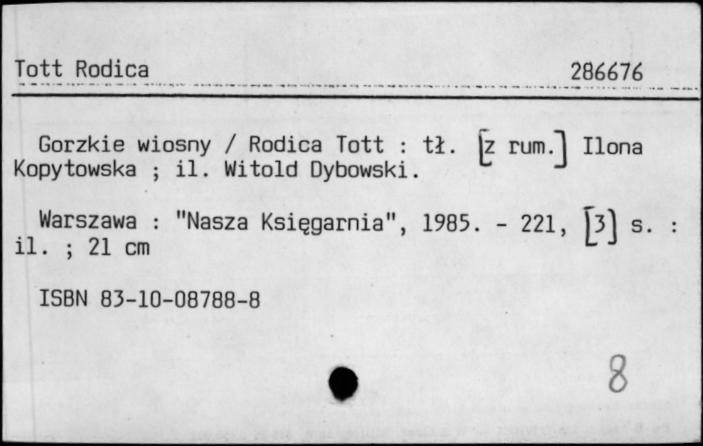 Tott Rodica 286676
Gorzkie wiosny / Rodica Tott : tł. [z rum.] Ilona
Kopytowska ; il. Witold Dybowski.
Warszawa : "Nasza Księgarnia", 1985. - 221, [3] s. :
il. ; 21 cm
ISBN 83-10-08788-8
8